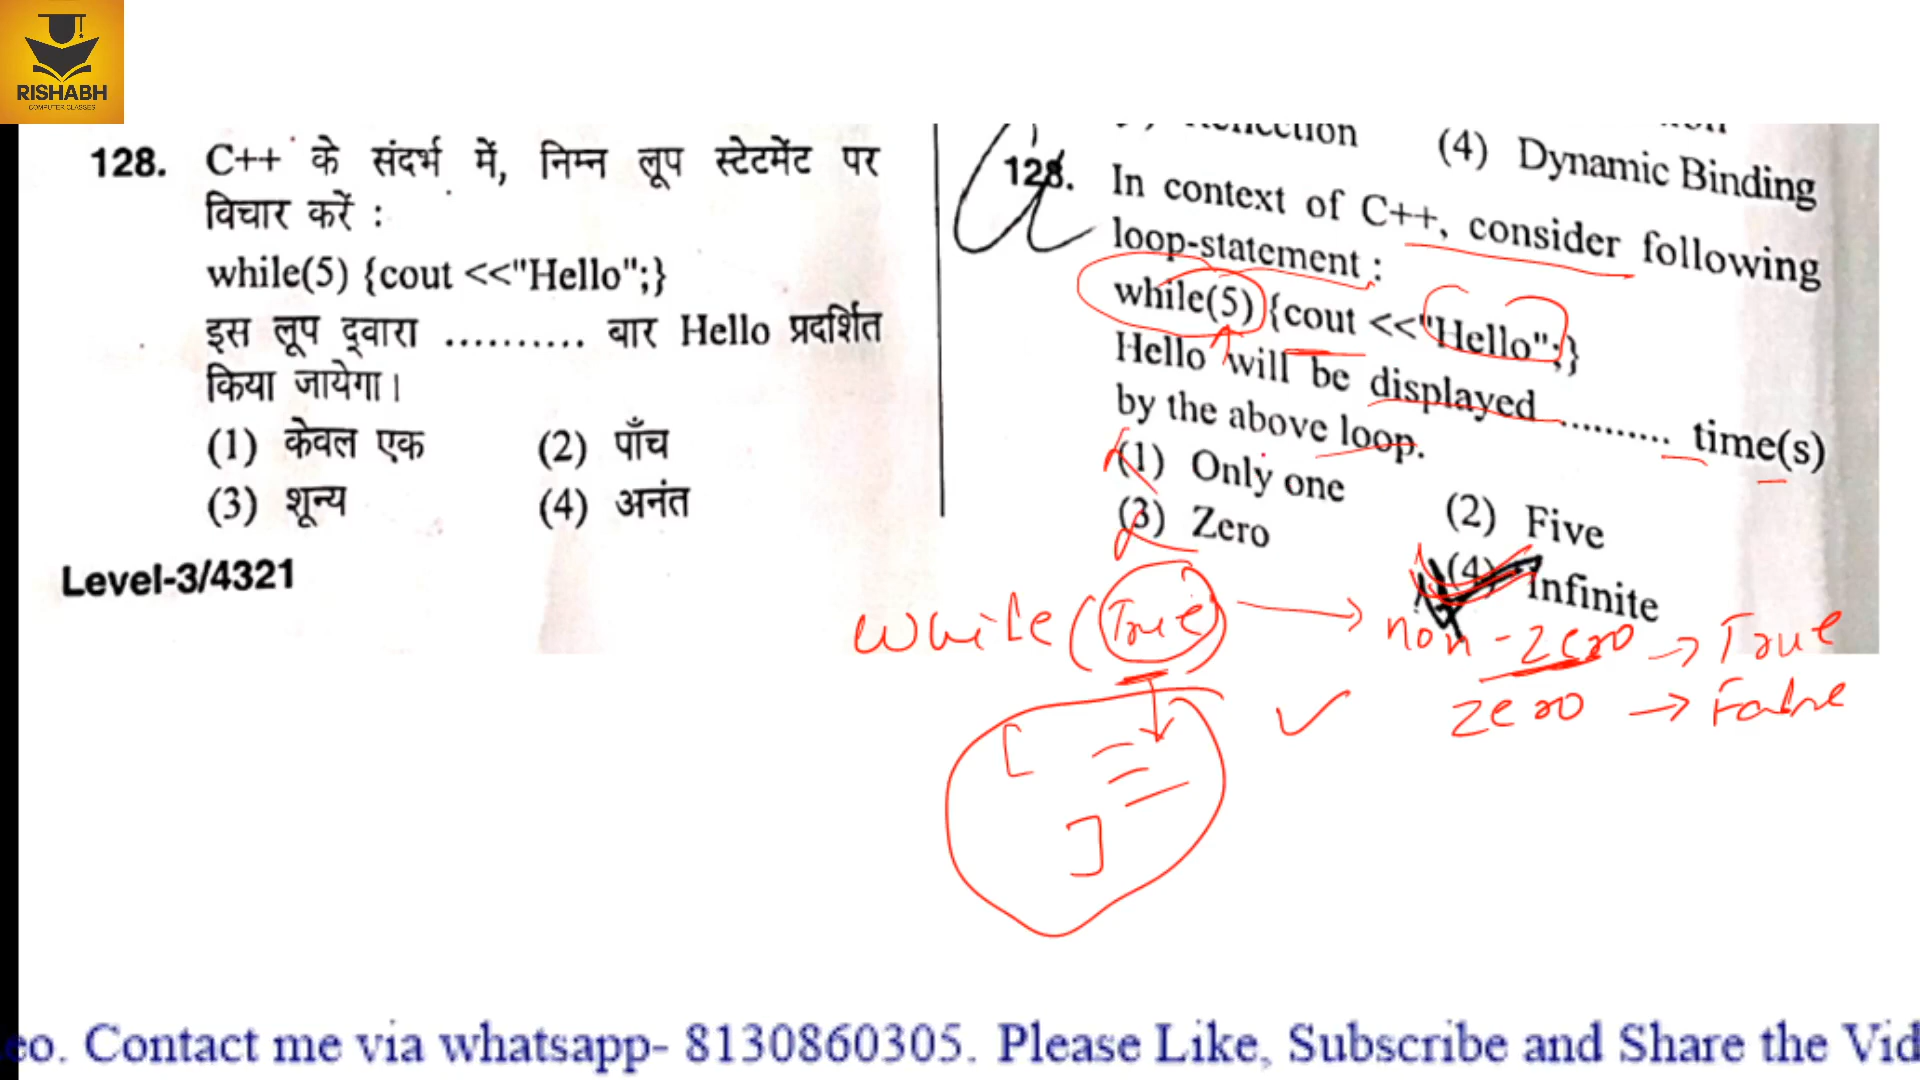 RISHABH
COMPUTER CLASSES
128. C++ के संदर्भ में, निम्न लूप स्टेटमेंट पर
विचार करें :
while(5) {cout <<"Hello";}
इस लूप द्वारा .......... बार Hello प्रदर्शित
किया जायेगा।
(1) केवल एक (2) पाँच
(3) शून्य (4) अनंत
Level-3/4321
(4) Dynamic Binding
128. In context of C++, consider following
loop-statement :
while(5) {cout <<"Hello";}
Hello will be displayed .......... time(s)
by the above loop.
(1) Only one
(2) Five
(3) Zero
(4) Infinite
while (True)
non-zero → True
zero → False
eo. Contact me via whatsapp- 8130860305. Please Like, Subscribe and Share the Vid